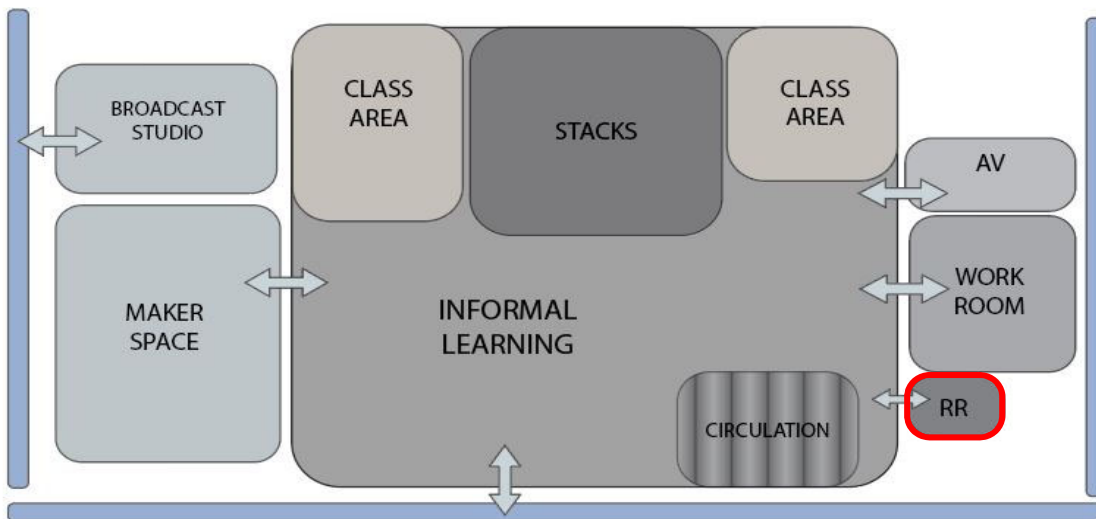 BROADCAST
STUDIO
CLASS
AREA
STACKS
CLASS
AREA
AV
MAKER
SPACE
INFORMAL
LEARNING
WORK
ROOM
CIRCULATION
RR